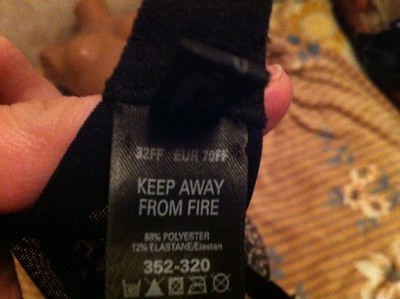 32FF EUR 70FF
KEEP AWAY
FROM FIRE
88% POLYESTER
12% ELASTANE/Elastan
352-320